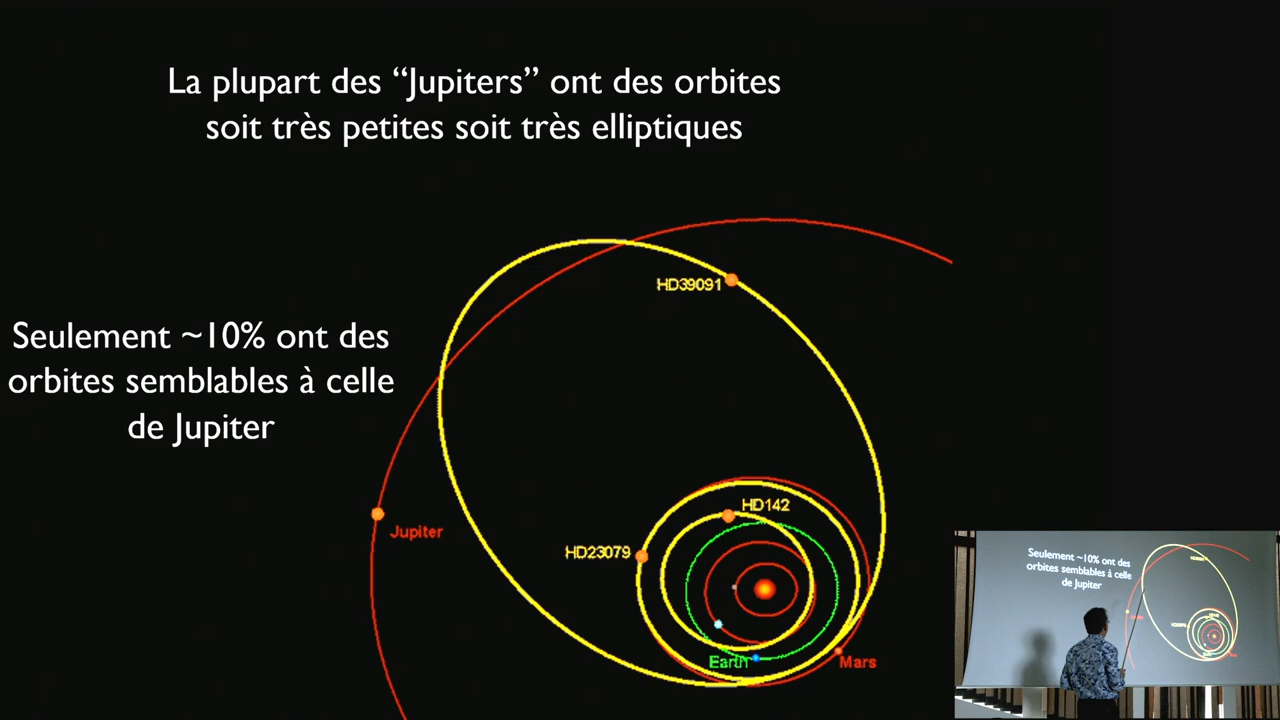 La plupart des “Jupiters” ont des orbites
soit très petites soit très elliptiques
Seulement ~10% ont des
orbites semblables à celle
de Jupiter
HD39091
HD142
Jupiter
HD23079
Earth
Mars
Seulement ~10% ont des
orbites semblables à celle
de Jupiter